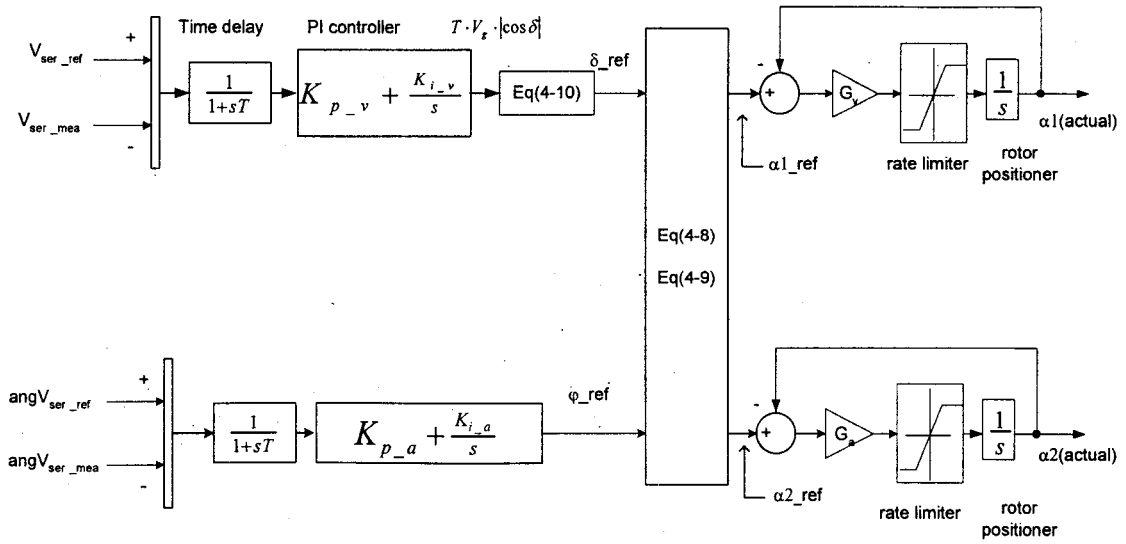 Time delay
PI controller
T · V_g · |cos δ|
V_ser_ref
+
1/(1+sT)
K_p_v + K_i_v/s
Eq(4-10)
δ_ref
V_ser_mea
-
-
+
G_v
1/s
α1(actual)
α1_ref
rate limiter
rotor
positioner
Eq(4-8)
Eq(4-9)
angV_ser_ref
+
1/(1+sT)
K_p_a + K_i_a/s
φ_ref
angV_ser_mea
-
-
+
G_a
1/s
α2(actual)
α2_ref
rate limiter
rotor
positioner